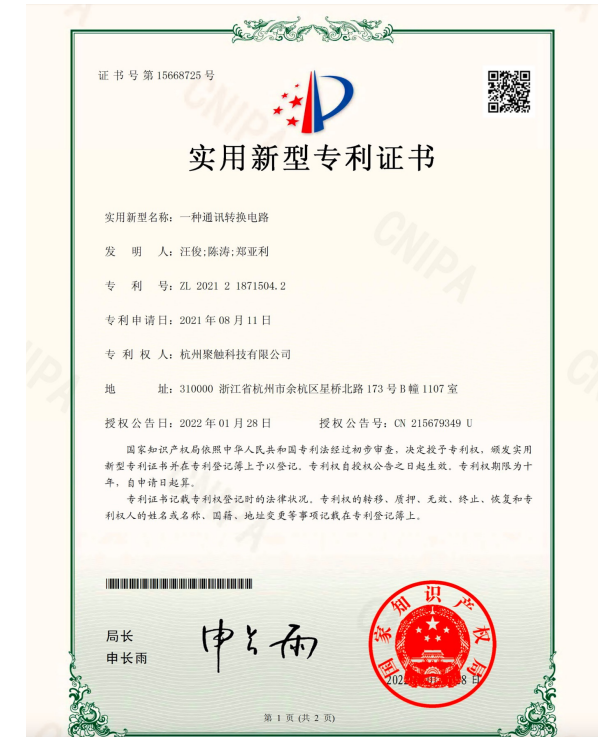 证书号第15668725号
实用新型专利证书
实用新型名称：一种通讯转换电路
发明人：汪俊;陈涛;郑亚利
专利号：ZL 2021 2 1871504.2
专利申请日：2021年08月11日
专利权人：杭州聚触科技有限公司
地址：310000 浙江省杭州市余杭区星桥北路173号B幢1107室
授权公告日：2022年01月28日 授权公告号：CN 215679349 U
国家知识产权局依照中华人民共和国专利法经过初步审查，决定授予专利权，颁发实用
新型专利证书并在专利登记簿上予以登记。专利权自授权公告之日起生效。专利权期限为十
年，自申请日起算。
专利证书记载专利权登记时的法律状况。专利权的转移、质押、无效、终止、恢复和专
利权人的姓名或名称、国籍、地址变更等事项记载在专利登记簿上。
局长
申长雨
申长雨
国家知识产权局
第 1 页 (共 2 页)
CNIPA